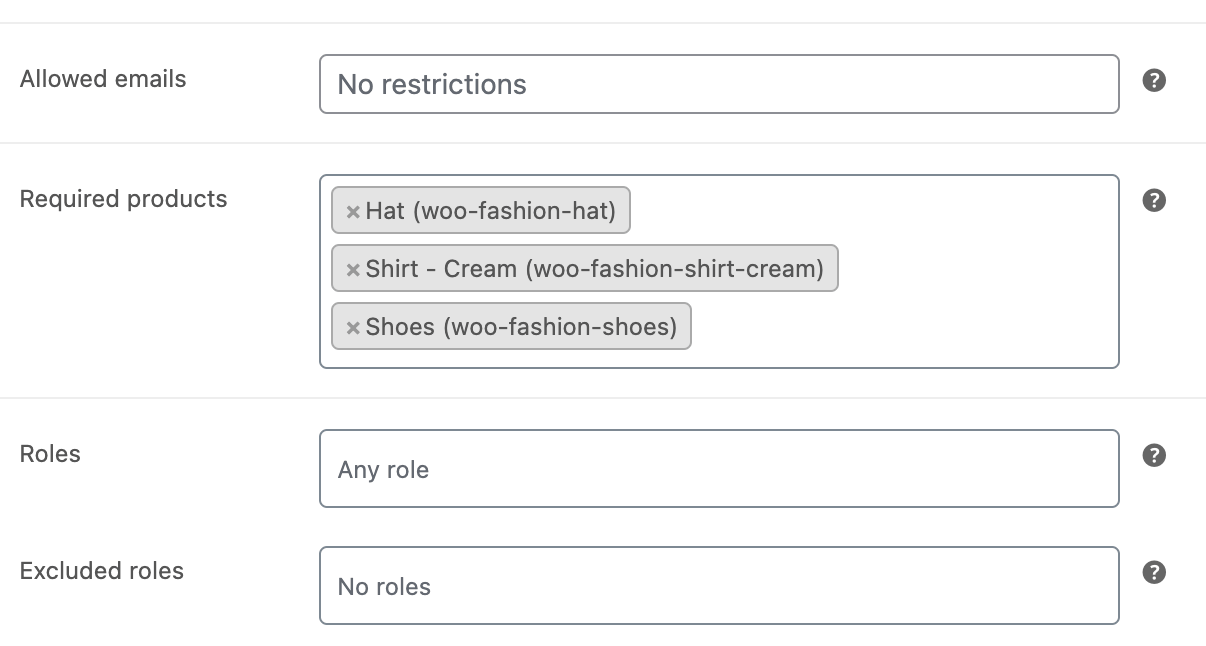 Allowed emails
No restrictions
?
Required products
× Hat (woo-fashion-hat)
× Shirt - Cream (woo-fashion-shirt-cream)
× Shoes (woo-fashion-shoes)
?
Roles
Any role
?
Excluded roles
No roles
?